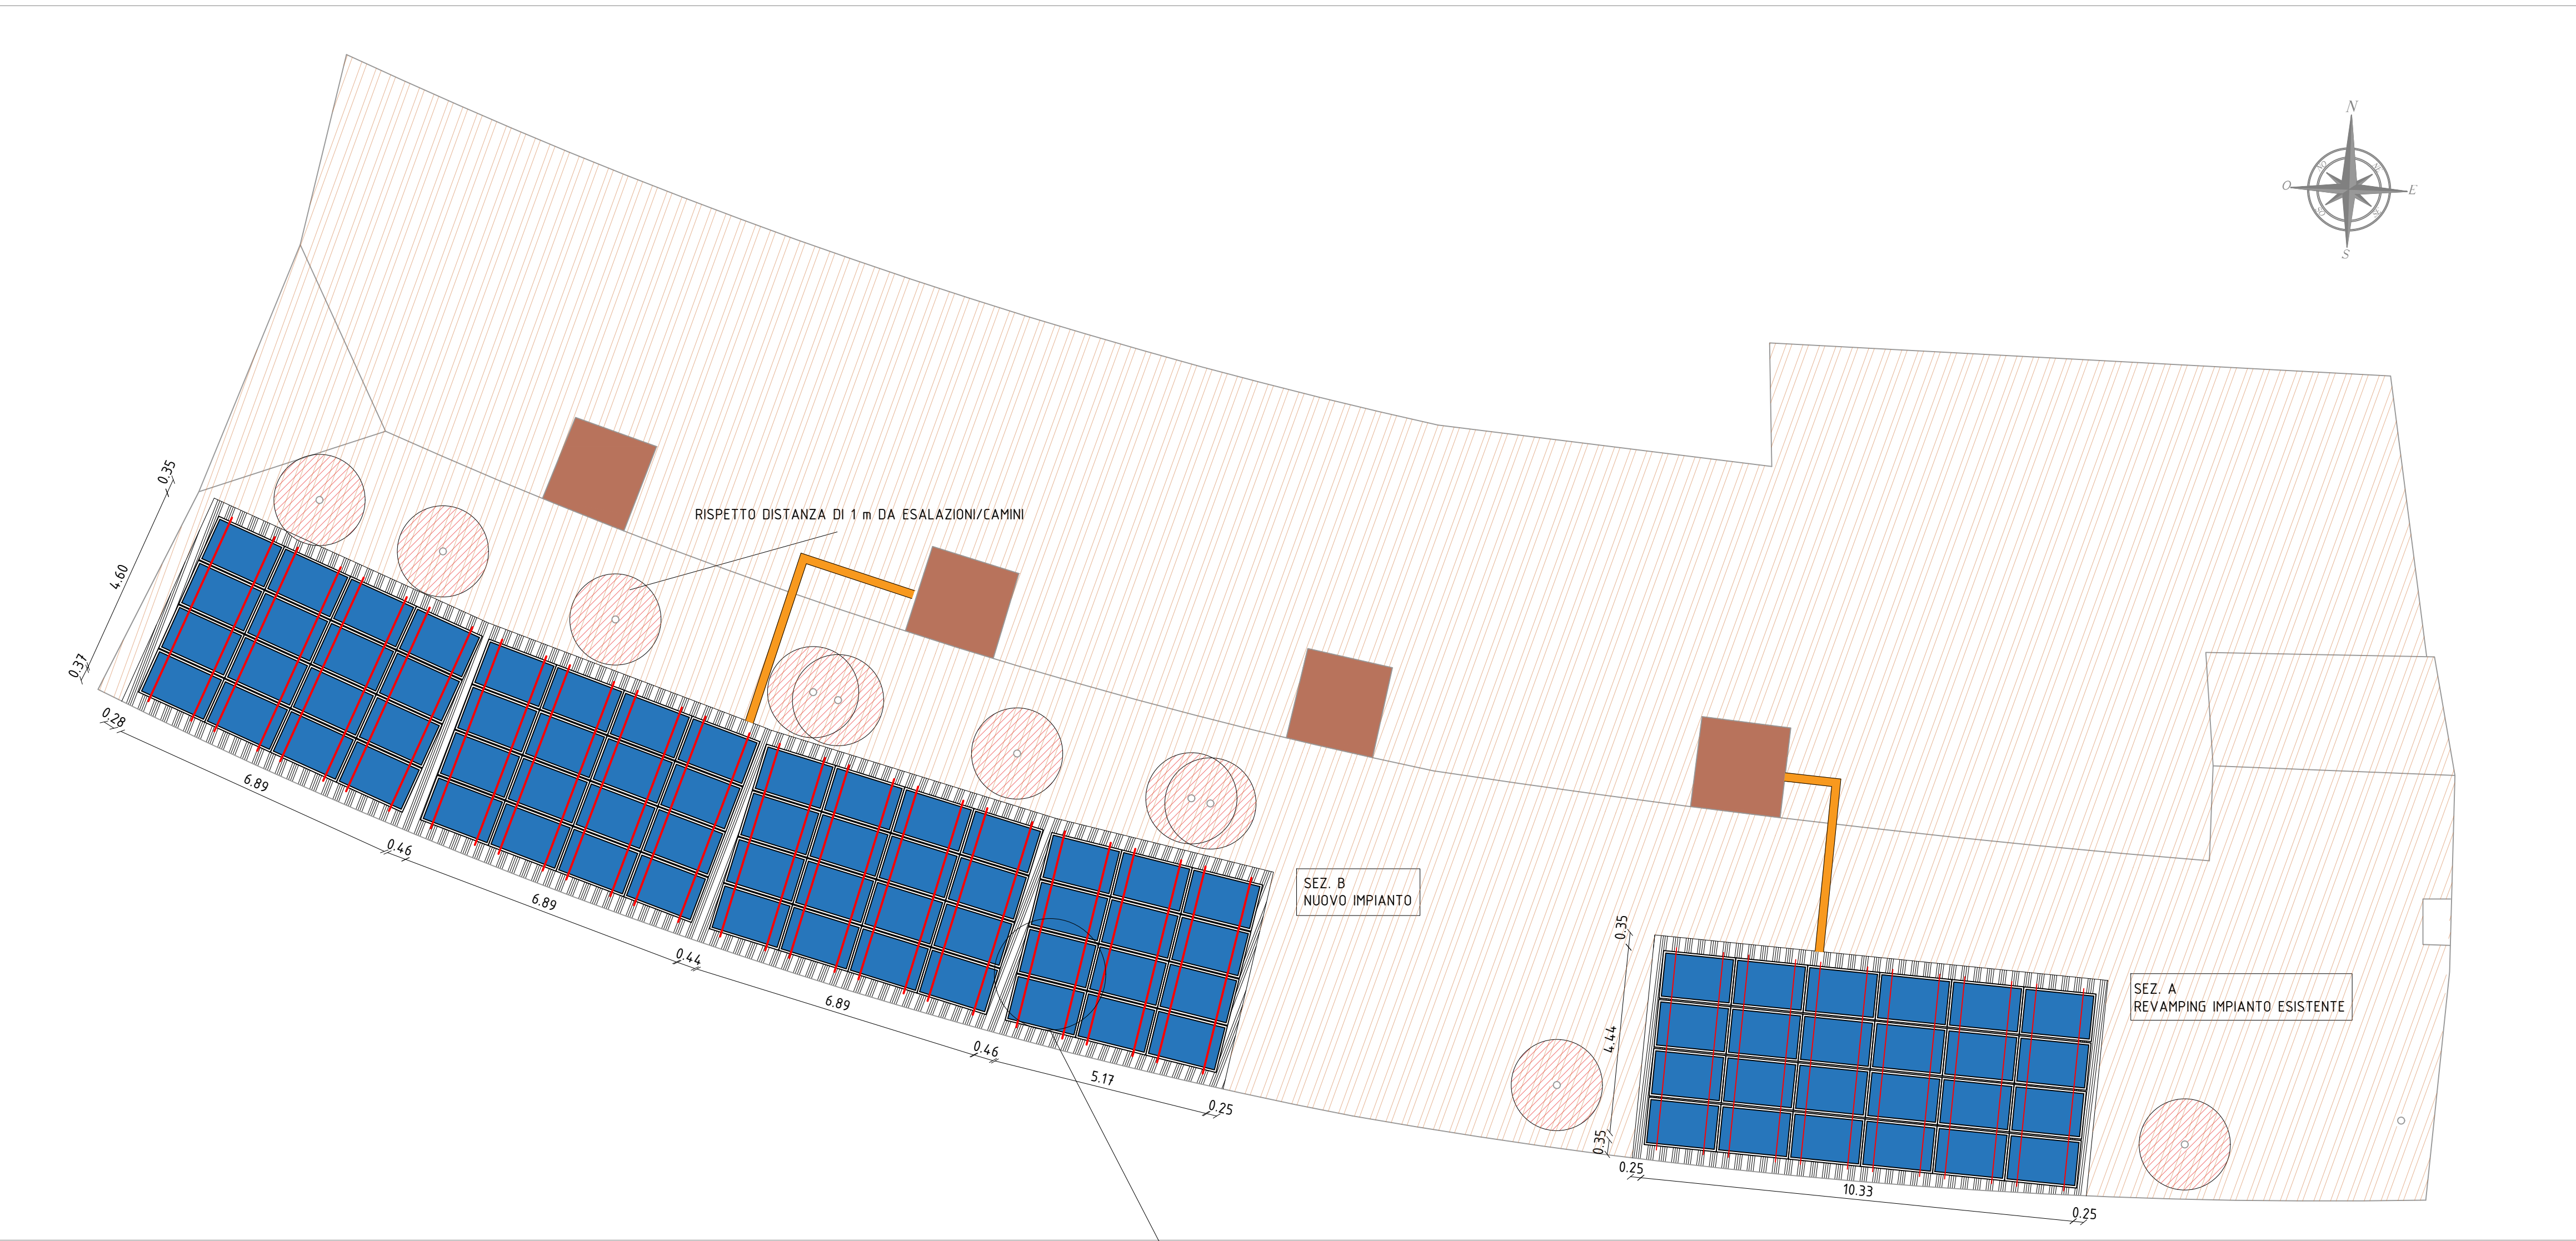 N
O
E
S
0.35
4.60
0.37
RISPETTO DISTANZA DI 1 m DA ESALAZIONI/CAMINI
0.28
6.89
0.46
6.89
0.44
6.89
0.46
5.17
0.25
SEZ. B
NUOVO IMPIANTO
0.35
4.44
0.35
0.25
10.33
0.25
SEZ. A
REVAMPING IMPIANTO ESISTENTE